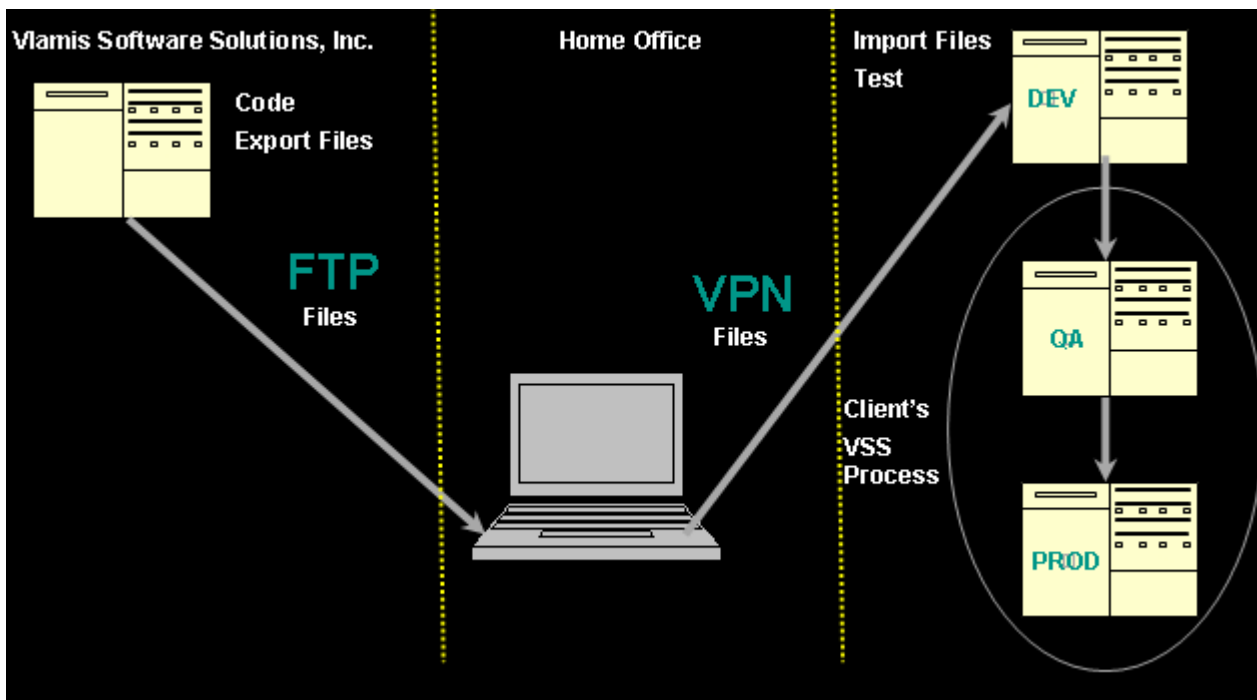 Vlamis Software Solutions, Inc.
Code
Export Files
FTP
Files
Home Office
VPN
Files
Import Files
Test
DEV
QA
PROD
Client's
VSS
Process